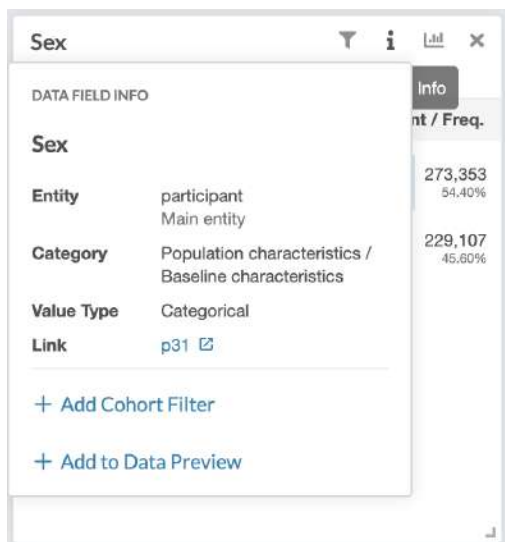 Sex
i
Info
DATA FIELD INFO
nt / Freq.
Sex
273,353
54.40%
Entity participant
Main entity
229,107
45.60%
Category Population characteristics /
Baseline characteristics
Value Type Categorical
Link p31
+ Add Cohort Filter
+ Add to Data Preview